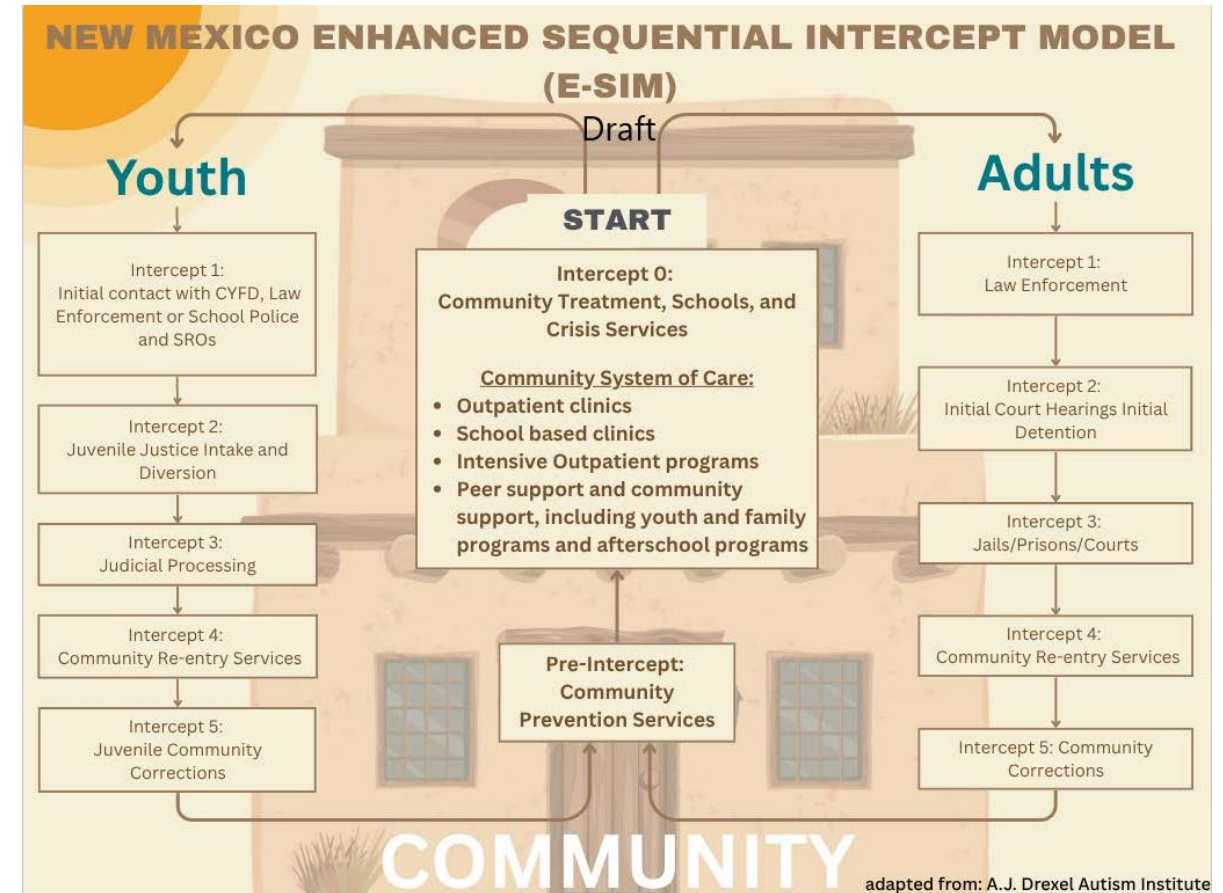 NEW MEXICO ENHANCED SEQUENTIAL INTERCEPT MODEL
(E-SIM)
Draft
Youth
Intercept 1:
Initial contact with CYFD, Law
Enforcement or School Police
and SROs
Intercept 2:
Juvenile Justice Intake and
Diversion
Intercept 3:
Judicial Processing
Intercept 4:
Community Re-entry Services
Intercept 5:
Juvenile Community
Corrections
START
Intercept 0:
Community Treatment, Schools, and
Crisis Services
Community System of Care:
• Outpatient clinics
• School based clinics
• Intensive Outpatient programs
• Peer support and community
support, including youth and family
programs and afterschool programs
Pre-Intercept:
Community
Prevention Services
Adults
Intercept 1:
Law Enforcement
Intercept 2:
Initial Court Hearings Initial
Detention
Intercept 3:
Jails/Prisons/Courts
Intercept 4:
Community Re-entry Services
Intercept 5: Community
Corrections
COMMUNITY
adapted from: A.J. Drexel Autism Institute